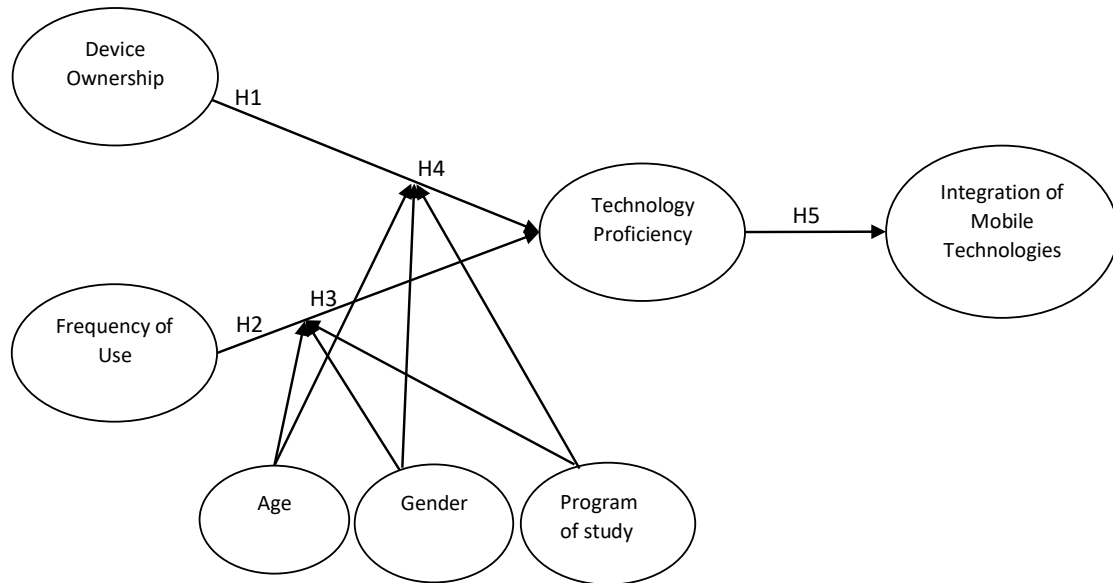 Device
Ownership
H1
H4
Technology
Proficiency
H5
Integration of
Mobile
Technologies
H3
H2
Frequency of
Use
Age
Gender
Program
of study